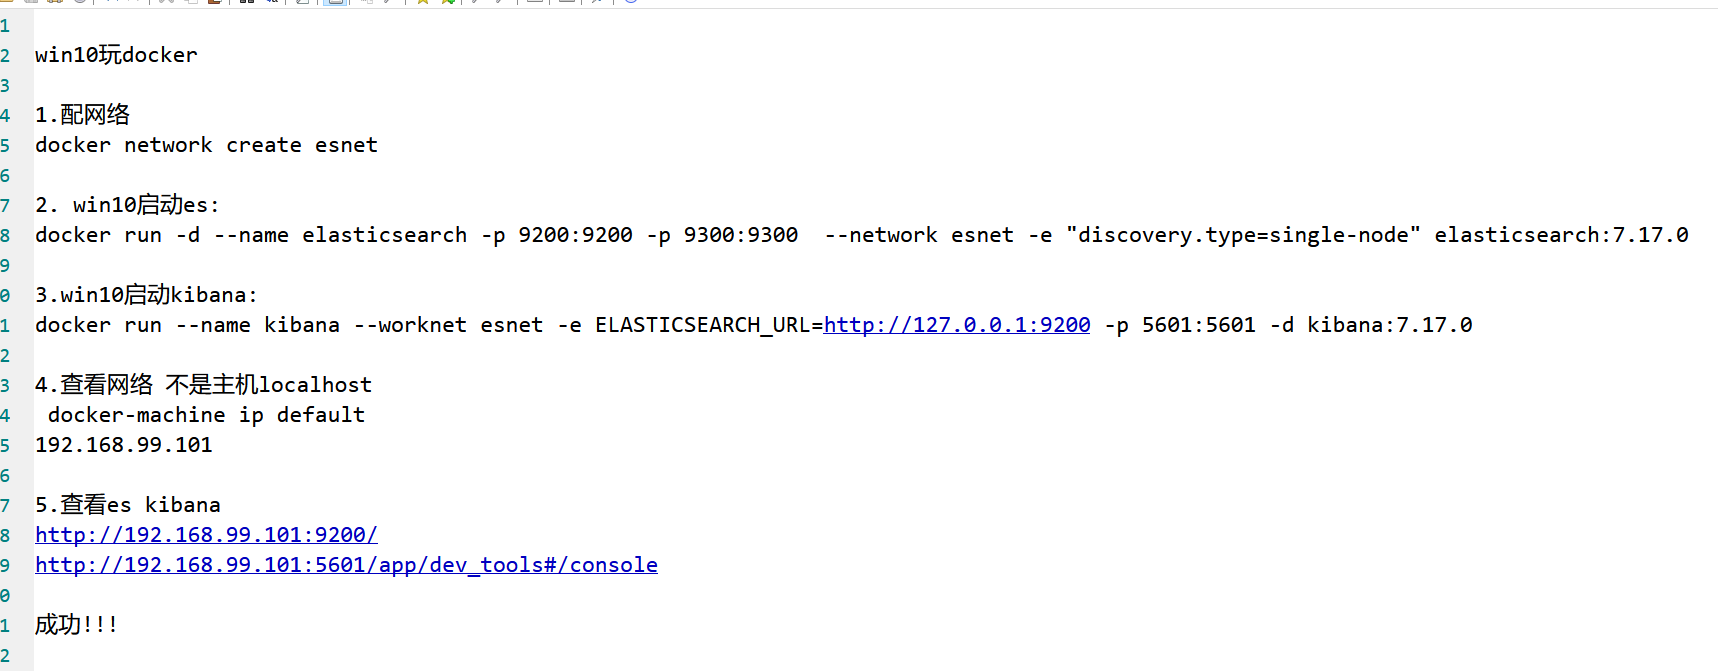 1
2 win10玩docker
3
4 1.配网络
5 docker network create esnet
6
7 2. win10启动es:
8 docker run -d --name elasticsearch -p 9200:9200 -p 9300:9300  --network esnet -e "discovery.type=single-node" elasticsearch:7.17.0
9
0 3.win10启动kibana:
1 docker run --name kibana --worknet esnet -e ELASTICSEARCH_URL=http://127.0.0.1:9200 -p 5601:5601 -d kibana:7.17.0
2
3 4.查看网络 不是主机localhost
4  docker-machine ip default
5 192.168.99.101
6
7 5.查看es kibana
8 http://192.168.99.101:9200/
9 http://192.168.99.101:5601/app/dev_tools#/console
0
1 成功!!!
2